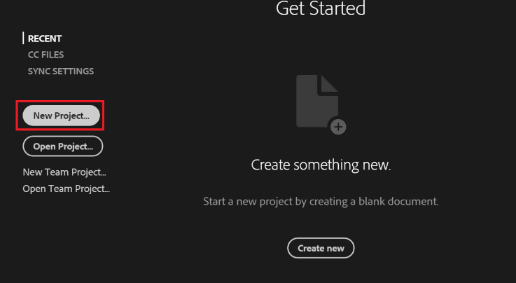 Get Started
RECENT
CC FILES
SYNC SETTINGS
New Project...
Open Project...
New Team Project...
Open Team Project...
Create something new.
Start a new project by creating a blank document.
Create new